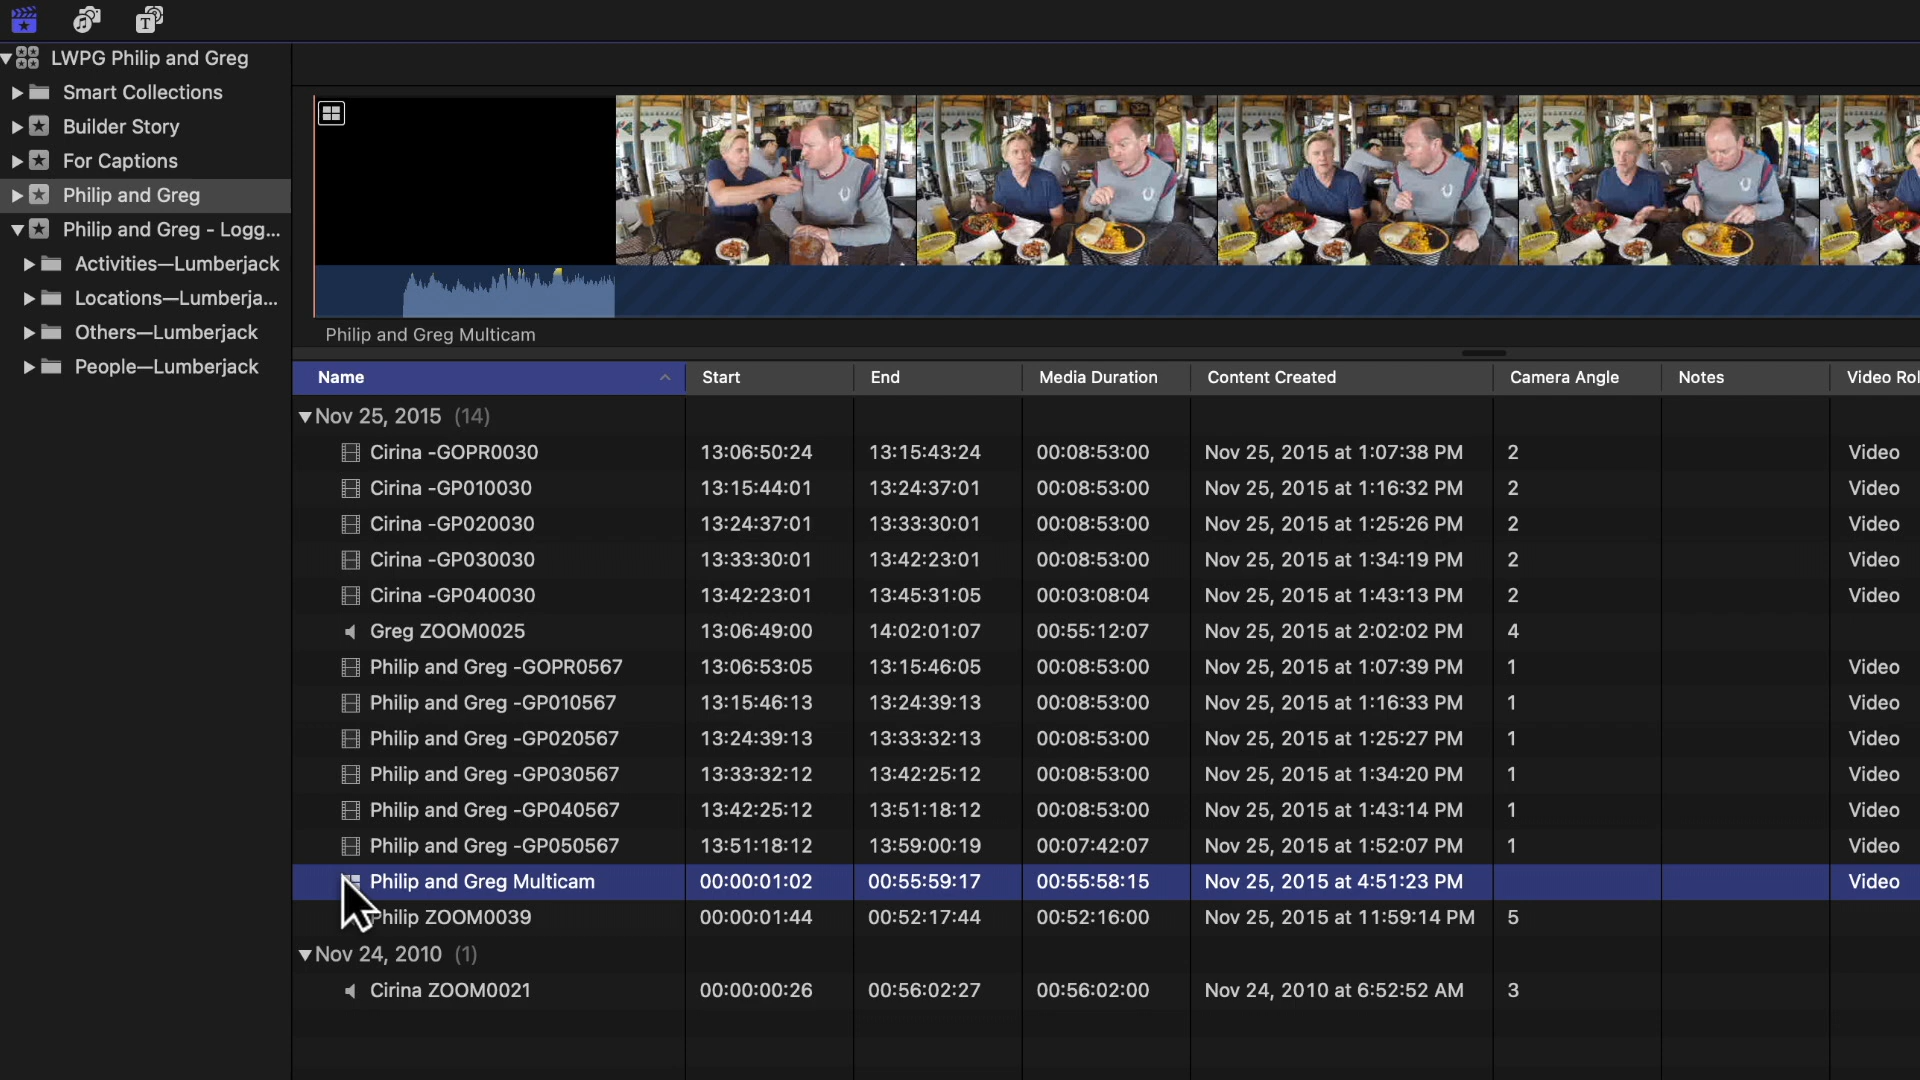 LWPG Philip and Greg
Smart Collections
Builder Story
For Captions
Philip and Greg
Philip and Greg - Logg...
Activities—Lumberjack
Locations—Lumberja...
Others—Lumberjack
People—Lumberjack
Philip and Greg Multicam
Name Start End Media Duration Content Created Camera Angle Notes Video Rol
Nov 25, 2015 (14)
Cirina -GOPR0030 13:06:50:24 13:15:43:24 00:08:53:00 Nov 25, 2015 at 1:07:38 PM 2 Video
Cirina -GP010030 13:15:44:01 13:24:37:01 00:08:53:00 Nov 25, 2015 at 1:16:32 PM 2 Video
Cirina -GP020030 13:24:37:01 13:33:30:01 00:08:53:00 Nov 25, 2015 at 1:25:26 PM 2 Video
Cirina -GP030030 13:33:30:01 13:42:23:01 00:08:53:00 Nov 25, 2015 at 1:34:19 PM 2 Video
Cirina -GP040030 13:42:23:01 13:45:31:05 00:03:08:04 Nov 25, 2015 at 1:43:13 PM 2 Video
Greg ZOOM0025 13:06:49:00 14:02:01:07 00:55:12:07 Nov 25, 2015 at 2:02:02 PM 4
Philip and Greg -GOPR0567 13:06:53:05 13:15:46:05 00:08:53:00 Nov 25, 2015 at 1:07:39 PM 1 Video
Philip and Greg -GP010567 13:15:46:13 13:24:39:13 00:08:53:00 Nov 25, 2015 at 1:16:33 PM 1 Video
Philip and Greg -GP020567 13:24:39:13 13:33:32:13 00:08:53:00 Nov 25, 2015 at 1:25:27 PM 1 Video
Philip and Greg -GP030567 13:33:32:12 13:42:25:12 00:08:53:00 Nov 25, 2015 at 1:34:20 PM 1 Video
Philip and Greg -GP040567 13:42:25:12 13:51:18:12 00:08:53:00 Nov 25, 2015 at 1:43:14 PM 1 Video
Philip and Greg -GP050567 13:51:18:12 13:59:00:19 00:07:42:07 Nov 25, 2015 at 1:52:07 PM 1 Video
Philip and Greg Multicam 00:00:01:02 00:55:59:17 00:55:58:15 Nov 25, 2015 at 4:51:23 PM Video
Philip ZOOM0039 00:00:01:44 00:52:17:44 00:52:16:00 Nov 25, 2015 at 11:59:14 PM 5
Nov 24, 2010 (1)
Cirina ZOOM0021 00:00:00:26 00:56:02:27 00:56:02:00 Nov 24, 2010 at 6:52:52 AM 3